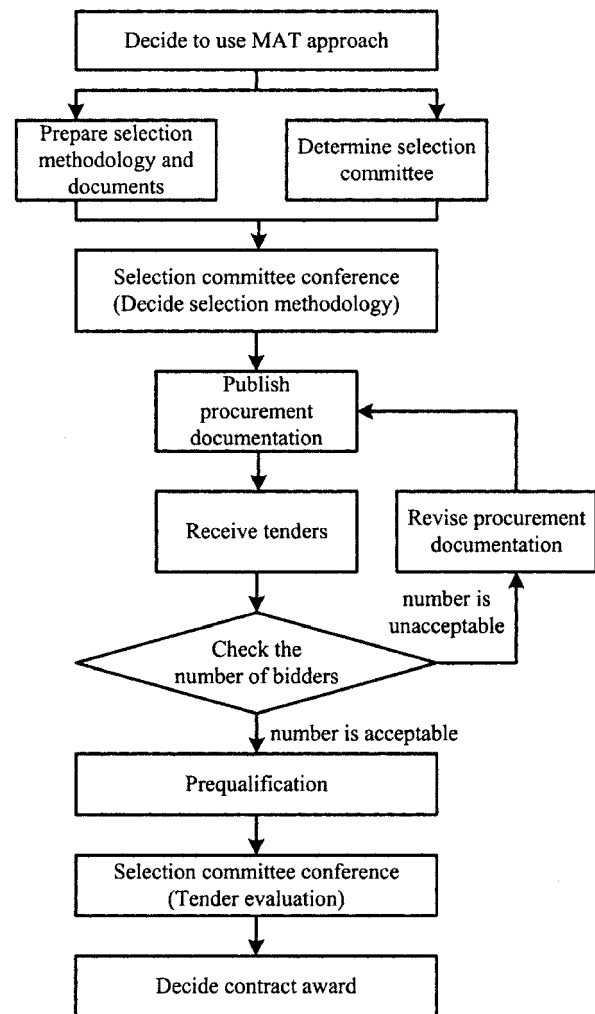 Decide to use MAT approach
Prepare selection
methodology and
documents
Determine selection
committee
Selection committee conference
(Decide selection methodology)
Publish
procurement
documentation
Receive tenders
Revise procurement
documentation
number is
unacceptable
Check the
number of bidders
number is acceptable
Prequalification
Selection committee conference
(Tender evaluation)
Decide contract award